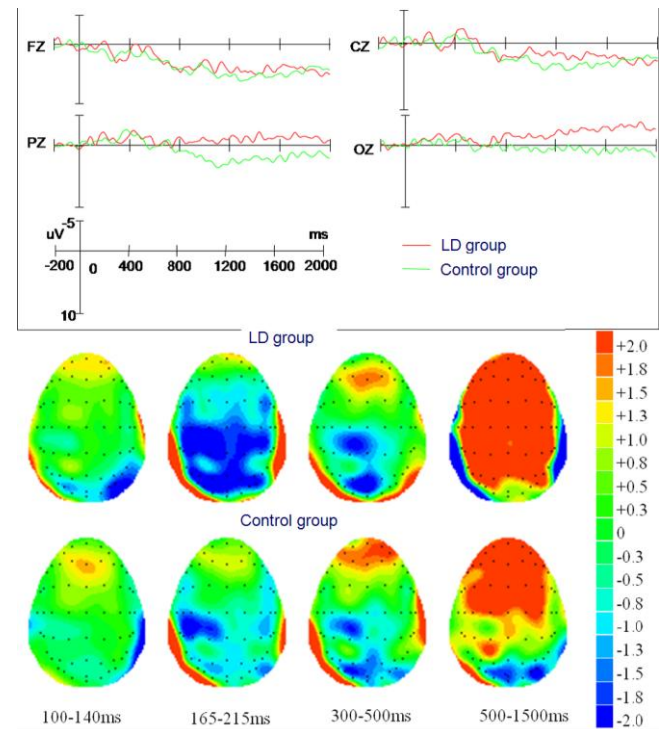 FZ CZ
PZ OZ
-5
uV ms
-200 0 400 800 1200 1600 2000
10
LD group
Control group
LD group
+2.0
+1.8
+1.5
+1.3
+1.0
+0.8
+0.5
+0.3
0
-0.3
-0.5
-0.8
-1.0
-1.3
-1.5
-1.8
-2.0
Control group
100-140ms 165-215ms 300-500ms 500-1500ms